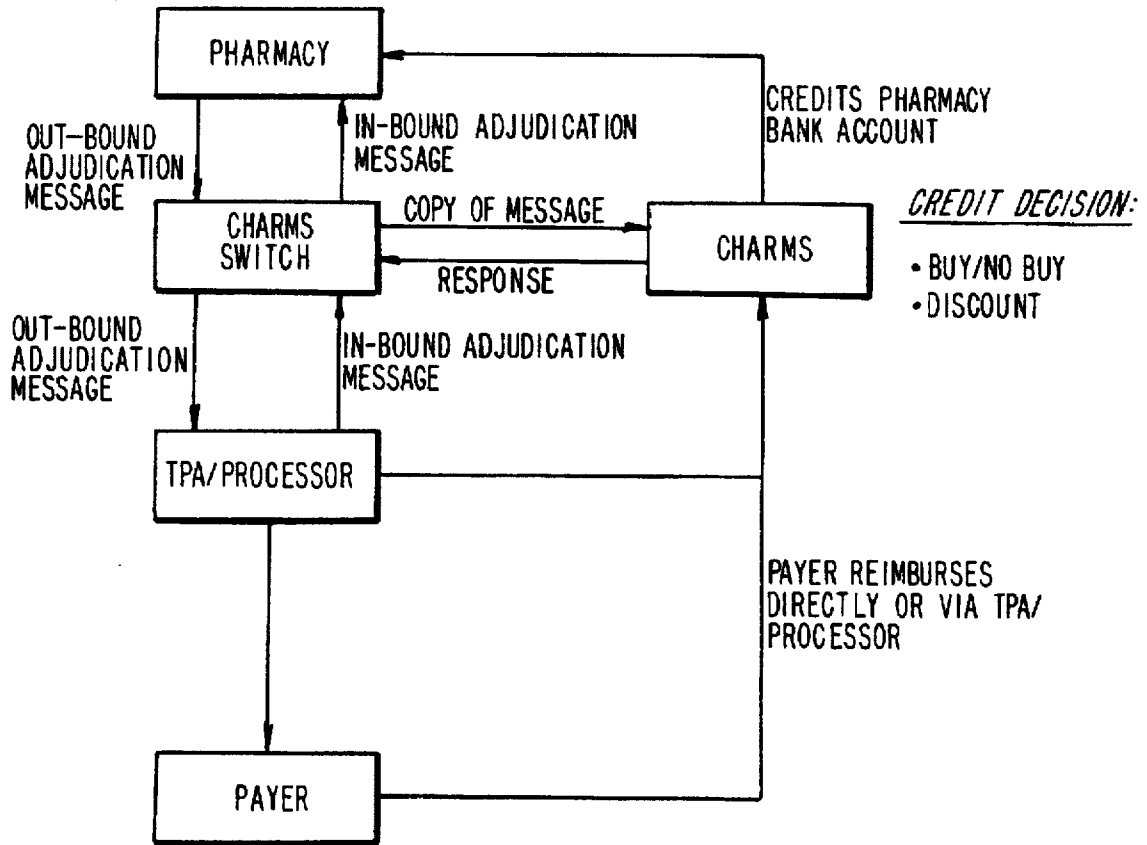 PHARMACY
CREDITS PHARMACY
BANK ACCOUNT
OUT-BOUND
ADJUDICATION
MESSAGE
IN-BOUND ADJUDICATION
MESSAGE
CHARMS
SWITCH
COPY OF MESSAGE
RESPONSE
CHARMS
CREDIT DECISION:
• BUY/NO BUY
• DISCOUNT
OUT-BOUND
ADJUDICATION
MESSAGE
IN-BOUND ADJUDICATION
MESSAGE
TPA/PROCESSOR
PAYER REIMBURSES
DIRECTLY OR VIA TPA/
PROCESSOR
PAYER